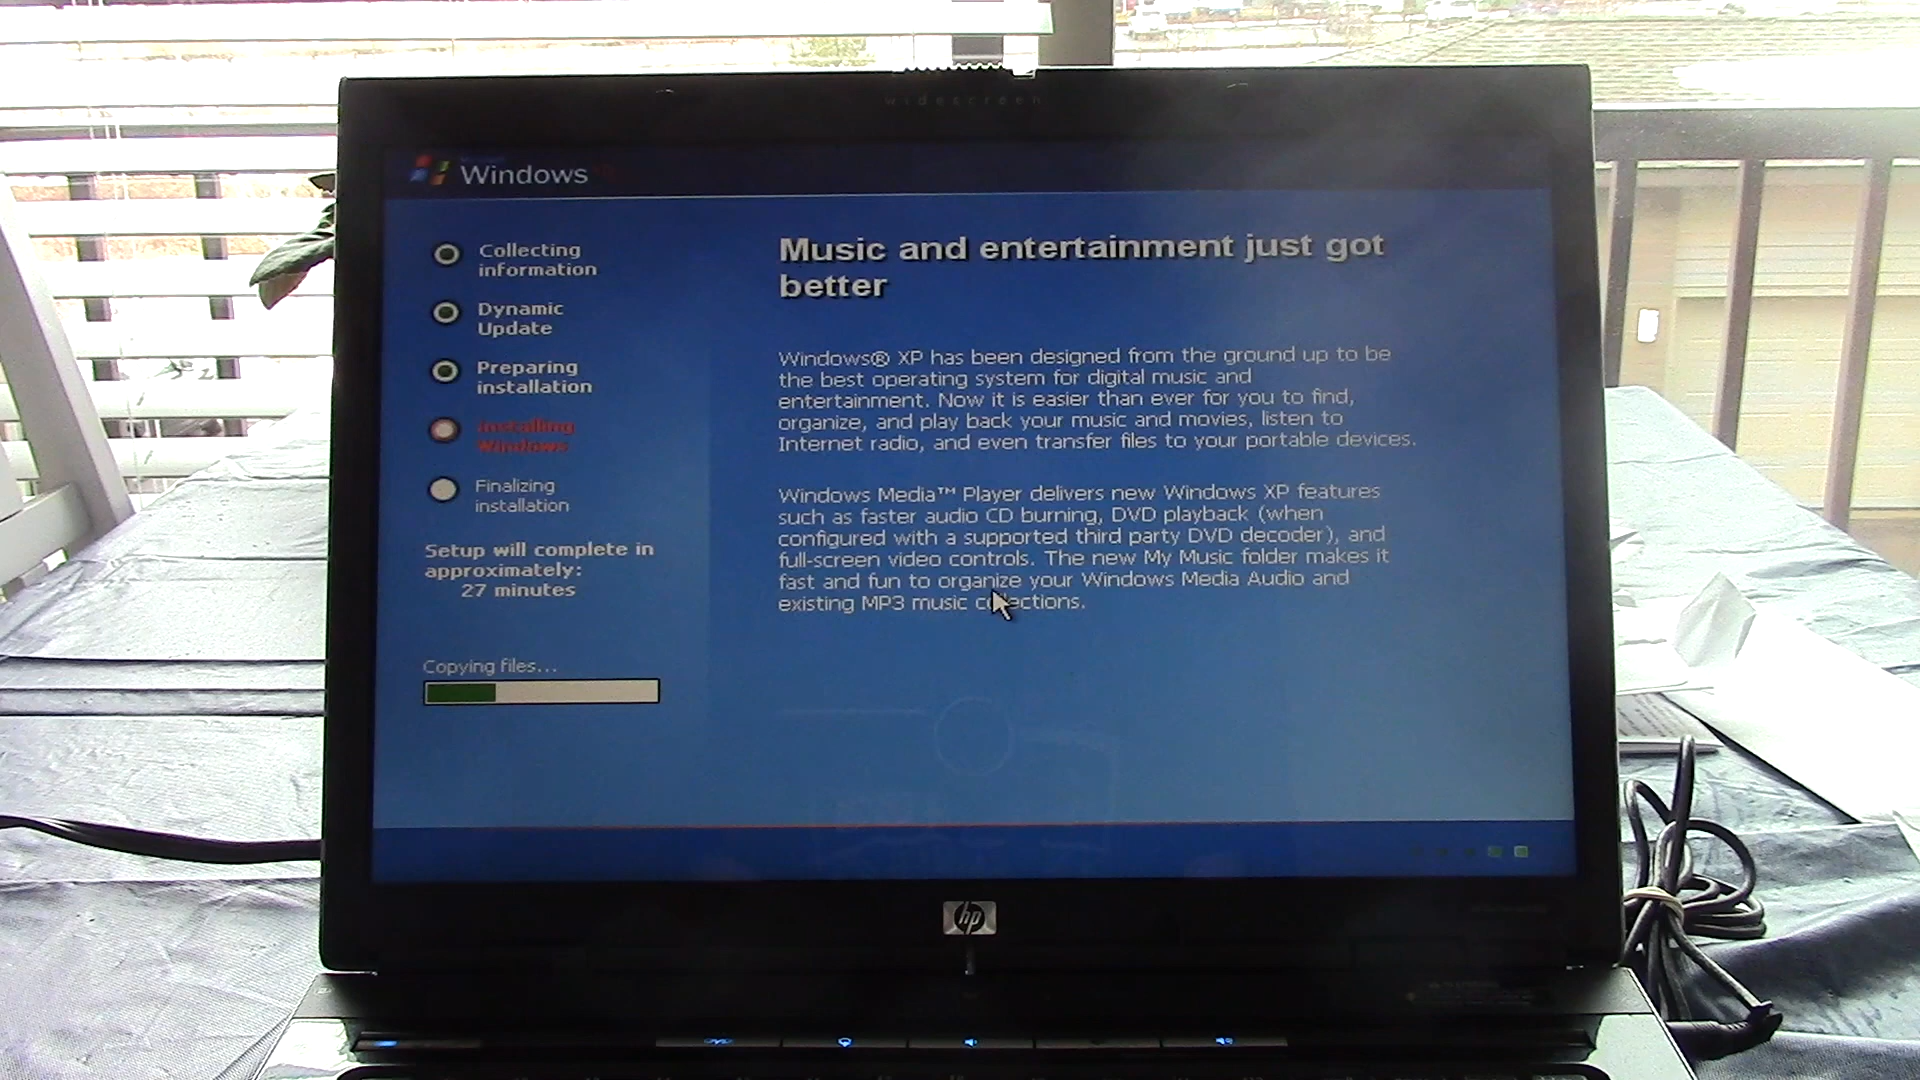 widescreen
Windows
Collecting
information
Dynamic
Update
Preparing
installation
Installing
Windows
Finalizing
installation
Setup will complete in
approximately:
27 minutes
Copying files...
Music and entertainment just got
better
Windows® XP has been designed from the ground up to be
the best operating system for digital music and
entertainment. Now it is easier than ever for you to find,
organize, and play back your music and movies, listen to
Internet radio, and even transfer files to your portable devices.
Windows Media™ Player delivers new Windows XP features
such as faster audio CD burning, DVD playback (when
configured with a supported third party DVD decoder), and
full-screen video controls. The new My Music folder makes it
fast and fun to organize your Windows Media Audio and
existing MP3 music collections.
hp